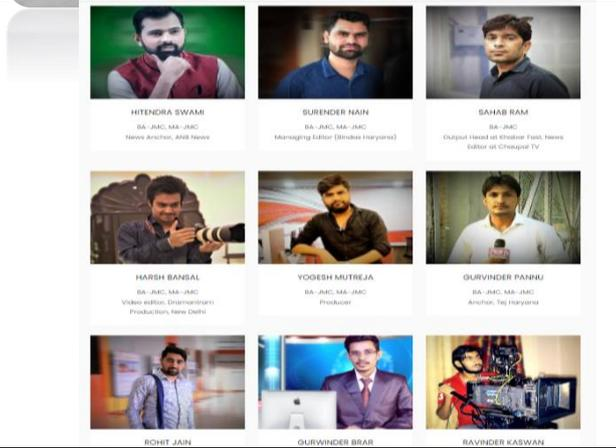 HITENDRA SWAMI
BA-JMC, MA-JMC
News Anchor, ANB News
SURENDER NAIN
BA-JMC, MA-JMC
Managing Editor (Bindas Haryana)
SAHAB RAM
BA-JMC
Output Head at Khabar Fast, News
Editor at Chaupal TV
HARSH BANSAL
BA-JMC, MA-JMC
Video editor, Dramantram
Production, New Delhi
YOGESH MUTREJA
BA-JMC, MA-JMC
Producer
GURVINDER PANNU
BA-JMC, MA-JMC
Anchor, Tej Haryana
ROHIT JAIN
GURWINDER BRAR
RAVINDER KASWAN